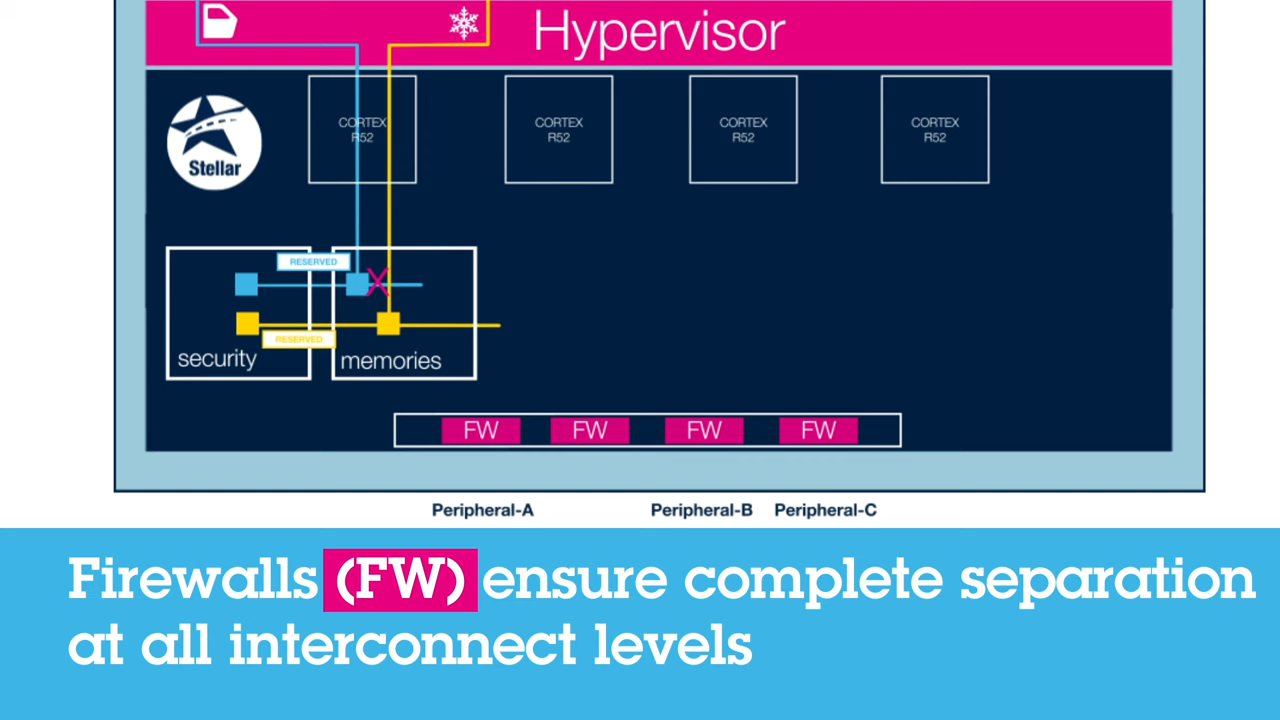 Hypervisor
CORTEX
R52
CORTEX
R52
CORTEX
R52
CORTEX
R52
Stellar
RESERVED
RESERVED
security
memories
FW FW FW FW
Peripheral-A Peripheral-B Peripheral-C
Firewalls (FW) ensure complete separation
at all interconnect levels